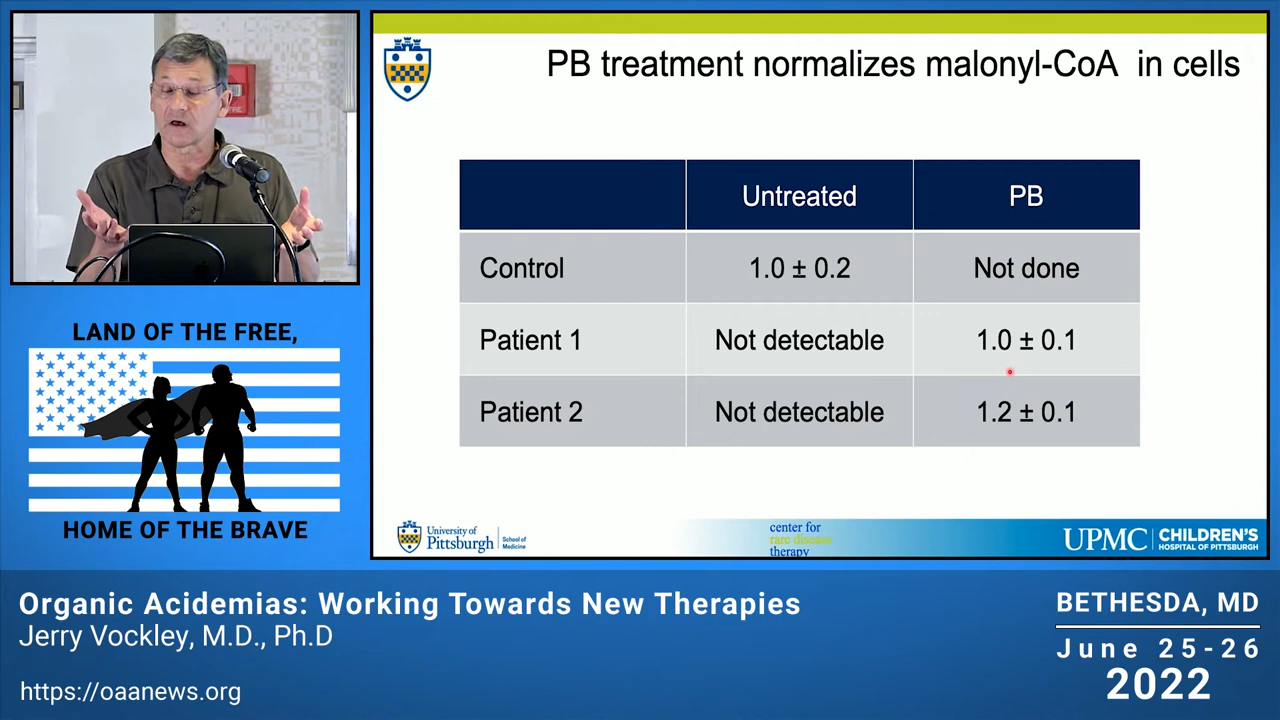 PB treatment normalizes malonyl-CoA in cells
Untreated
PB
Control
1.0 ± 0.2
Not done
Patient 1
Not detectable
1.0 ± 0.1
Patient 2
Not detectable
1.2 ± 0.1
University of
Pittsburgh
School of
Medicine
center for
rare disease
therapy
UPMC
CHILDREN'S
HOSPITAL OF PITTSBURGH
FIRE
LAND OF THE FREE,
HOME OF THE BRAVE
Organic Acidemias: Working Towards New Therapies
Jerry Vockley, M.D., Ph.D
https://oaanews.org
BETHESDA, MD
June 25-26
2022